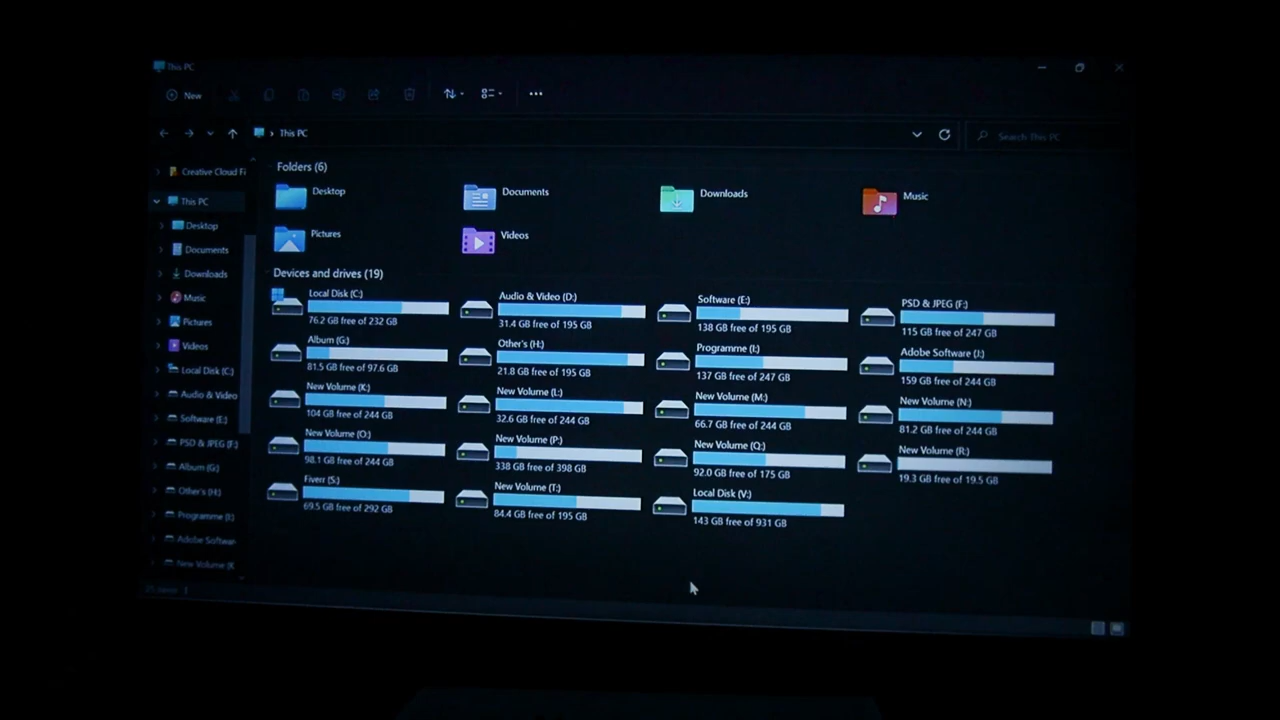 This PC
New
This PC
Search This PC
Creative Cloud Fi
This PC
Desktop
Documents
Downloads
Music
Pictures
Videos
Local Disk (C:)
Audio & Video
Software (E:)
PSD & JPEG (F:)
Album (G:)
Other's (H:)
Programme (I:)
Adobe Softwar
New Volume (K
Folders (6)
Desktop
Documents
Downloads
Music
Pictures
Videos
Devices and drives (19)
Local Disk (C:)
76.2 GB free of 232 GB
Audio & Video (D:)
31.4 GB free of 195 GB
Software (E:)
138 GB free of 195 GB
PSD & JPEG (F:)
115 GB free of 247 GB
Album (G:)
81.5 GB free of 97.6 GB
Other's (H:)
21.8 GB free of 195 GB
Programme (I:)
137 GB free of 247 GB
Adobe Software (J:)
159 GB free of 244 GB
New Volume (K:)
104 GB free of 244 GB
New Volume (L:)
32.6 GB free of 244 GB
New Volume (M:)
66.7 GB free of 244 GB
New Volume (N:)
81.2 GB free of 244 GB
New Volume (O:)
98.1 GB free of 244 GB
New Volume (P:)
338 GB free of 398 GB
New Volume (Q:)
92.0 GB free of 175 GB
New Volume (R:)
19.3 GB free of 19.5 GB
Fiverr (S:)
69.5 GB free of 292 GB
New Volume (T:)
84.4 GB free of 195 GB
Local Disk (V:)
143 GB free of 931 GB